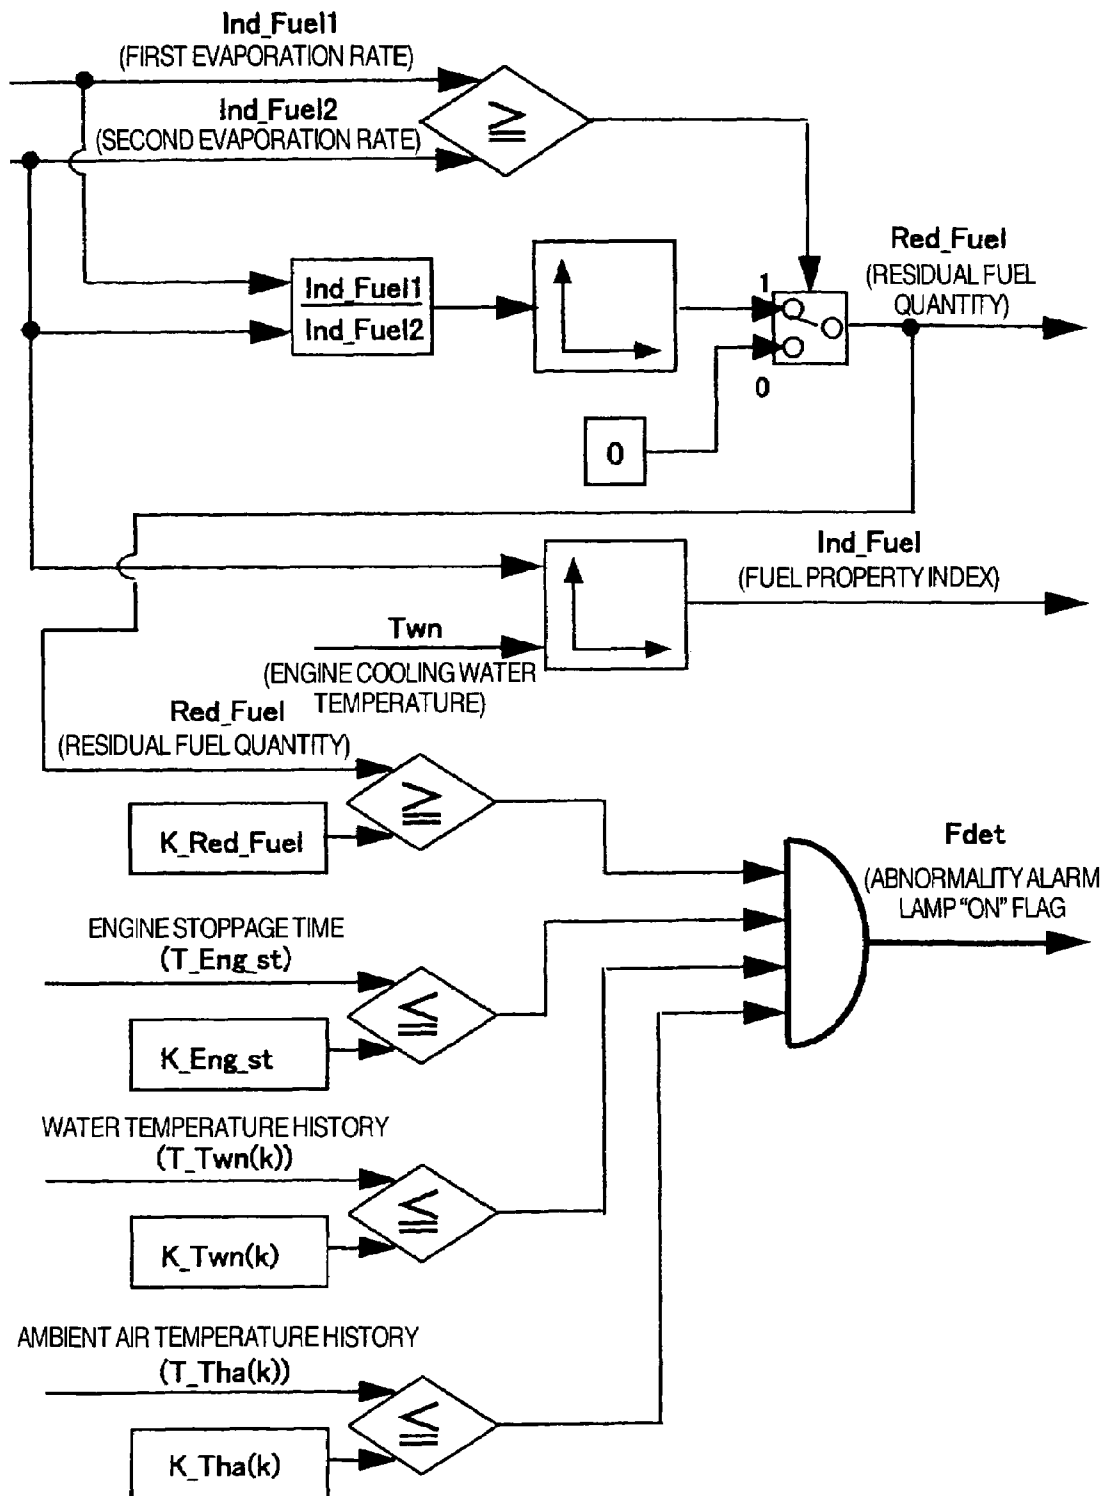 Ind_Fuel1
(FIRST EVAPORATION RATE)
Ind_Fuel2
(SECOND EVAPORATION RATE)
≧
Red_Fuel
(RESIDUAL FUEL
QUANTITY)
1
Ind_Fuel1
Ind_Fuel2
0
0
Ind_Fuel
(FUEL PROPERTY INDEX)
Twn
(ENGINE COOLING WATER
TEMPERATURE)
Red_Fuel
(RESIDUAL FUEL QUANTITY)
≧
K_Red_Fuel
Fdet
(ABNORMALITY ALARM
LAMP "ON" FLAG
ENGINE STOPPAGE TIME
(T_Eng_st)
≦
K_Eng_st
WATER TEMPERATURE HISTORY
(T_Twn(k))
≦
K_Twn(k)
AMBIENT AIR TEMPERATURE HISTORY
(T_Tha(k))
≦
K_Tha(k)